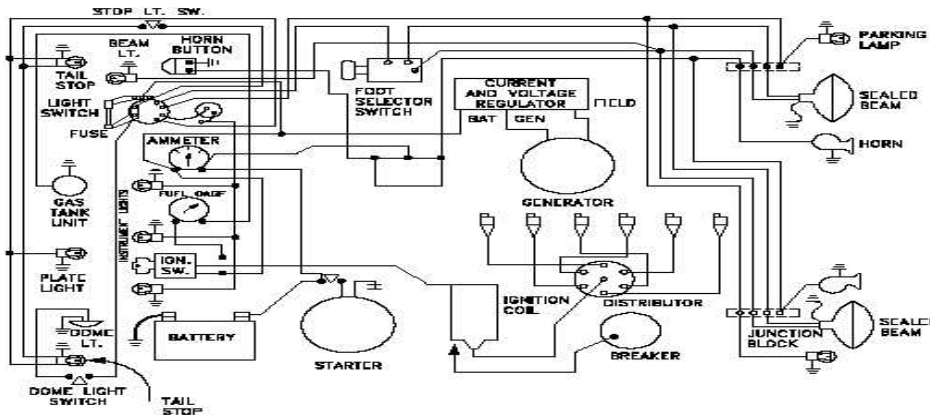 STOP LT. SW.
BEAM
LT.
HORN
BUTTON
TAIL
STOP
LIGHT
SWITCH
FUSE
FOOT
SELECTOR
SWITCH
CURRENT
AND VOLTAGE
REGULATOR
FIELD
BAT
GEN
PARKING
LAMP
SEALED
BEAM
HORN
AMMETER
GAS
TANK
UNIT
INSTRUMENT LIGHTS
FUEL GAGE
GENERATOR
PLATE
LIGHT
IGN.
SW.
IGNITION
COIL
DISTRIBUTOR
DOME
LT.
BATTERY
STARTER
BREAKER
JUNCTION
BLOCK
SEALED
BEAM
DOME LIGHT
SWITCH
TAIL
STOP